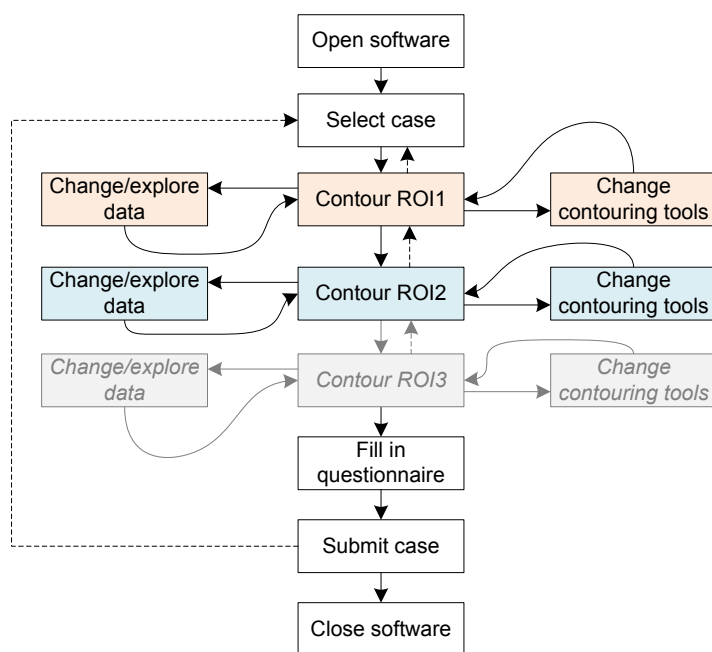 Open software
Select case
Change/explore
data
Contour ROI1
Change
contouring tools
Change/explore
data
Contour ROI2
Change
contouring tools
Change/explore
data
Contour ROI3
Change
contouring tools
Fill in
questionnaire
Submit case
Close software